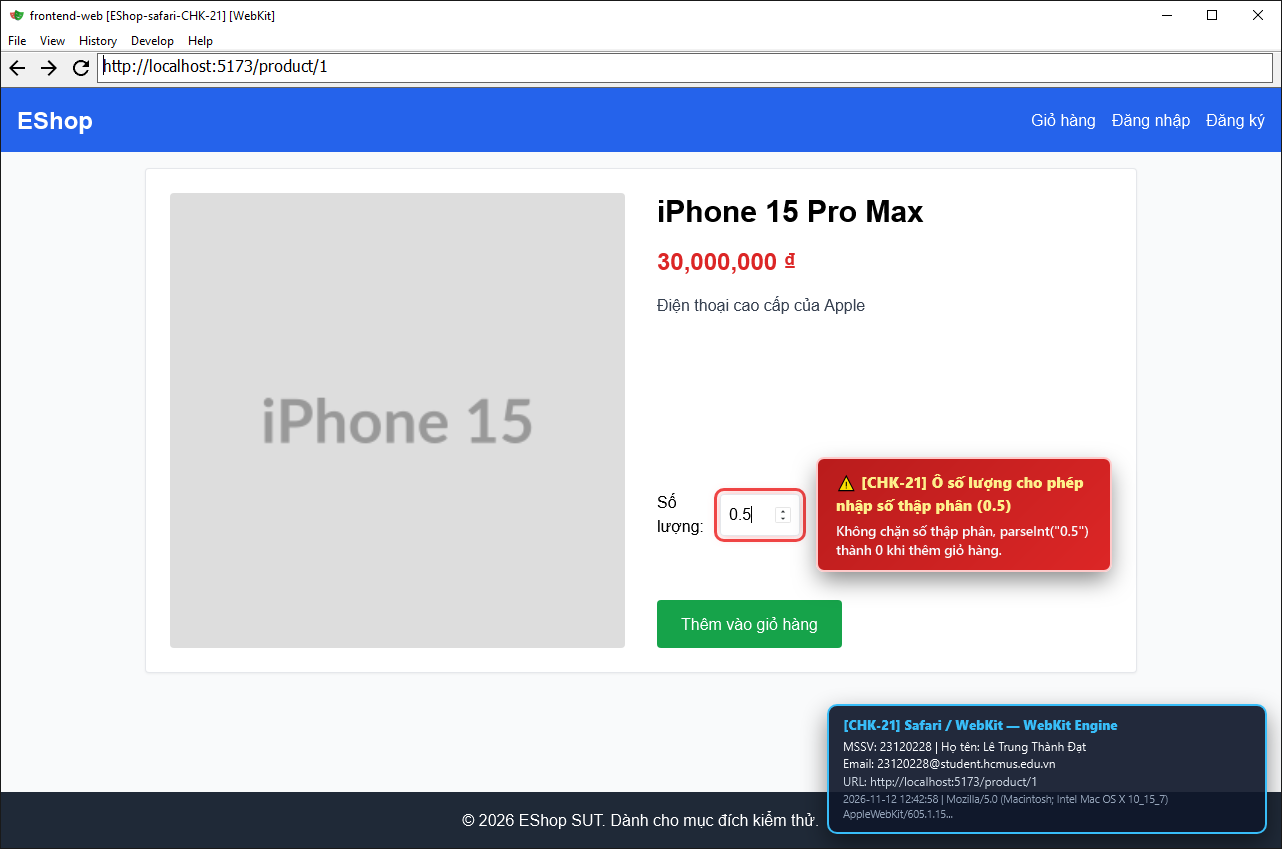 frontend-web [EShop-safari-CHK-21] [WebKit]
File View History Develop Help
http://localhost:5173/product/1
EShop
Giỏ hàng Đăng nhập Đăng ký
iPhone 15
iPhone 15 Pro Max
30,000,000 ₫
Điện thoại cao cấp của Apple
Số
lượng:
0.5
⚠️ [CHK-21] Ô số lượng cho phép
nhập số thập phân (0.5)
Không chặn số thập phân, parseInt("0.5")
thành 0 khi thêm giỏ hàng.
Thêm vào giỏ hàng
[CHK-21] Safari / WebKit — WebKit Engine
MSSV: 23120228 | Họ tên: Lê Trung Thành Đạt
Email: 23120228@student.hcmus.edu.vn
URL: http://localhost:5173/product/1
2026-11-12 12:42:58 | Mozilla/5.0 (Macintosh; Intel Mac OS X 10_15_7)
AppleWebKit/605.1.15...
© 2026 EShop SUT. Dành cho mục đích kiểm thử.